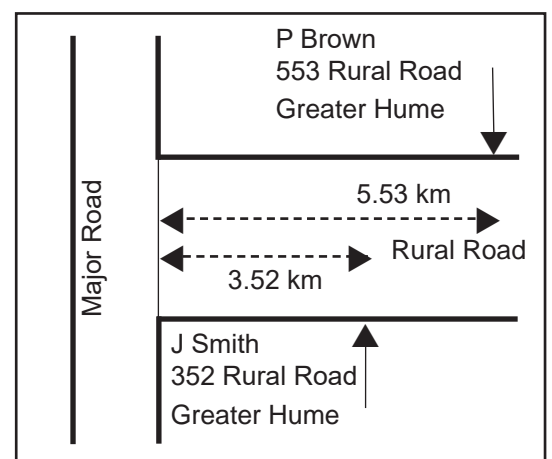 P Brown
553 Rural Road
Greater Hume
Major Road
5.53 km
Rural Road
3.52 km
J Smith
352 Rural Road
Greater Hume